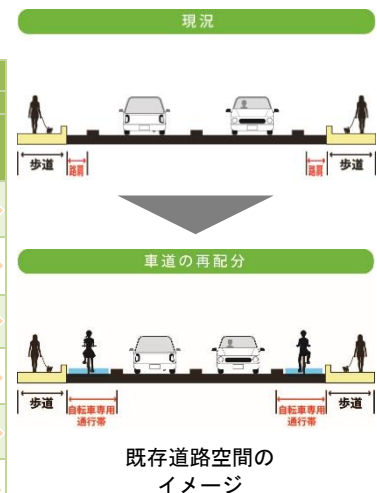 現況
歩道 路肩 路肩 歩道
車道の再配分
歩道 自転車専用 自転車専用 歩道
通行帯 通行帯
既存道路空間の
イメージ